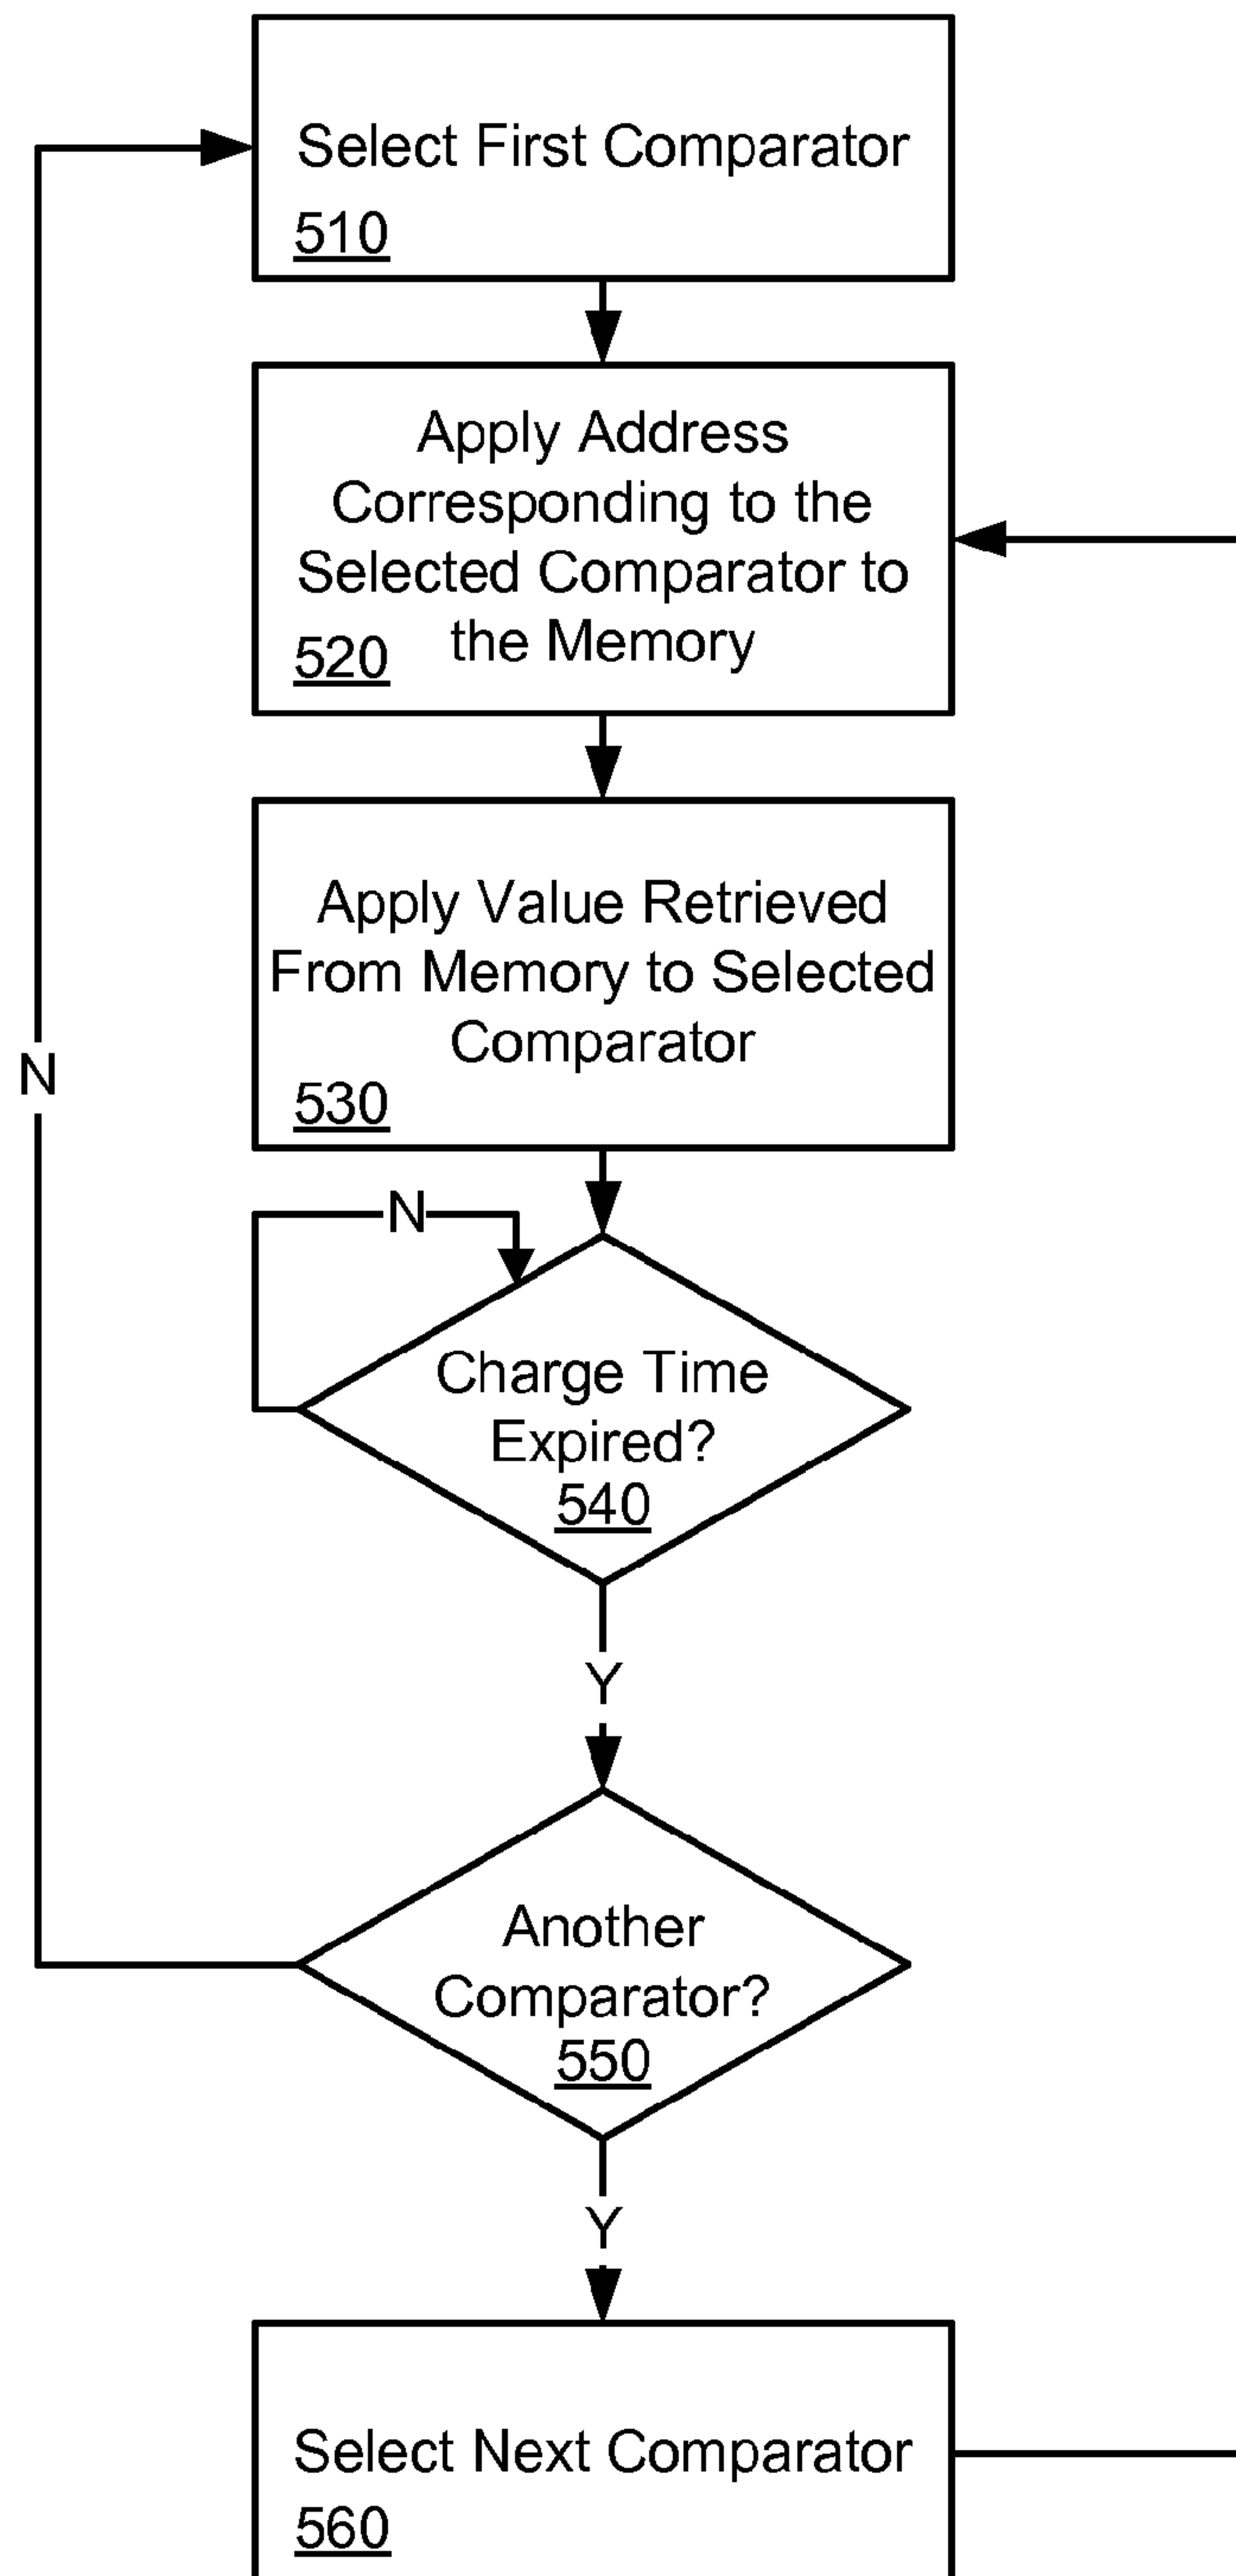 Select First Comparator
510
Apply Address
Corresponding to the
Selected Comparator to
the Memory
520
Apply Value Retrieved
From Memory to Selected
Comparator
530
N
N
Charge Time
Expired?
540
Y
Another
Comparator?
550
Y
Select Next Comparator
560